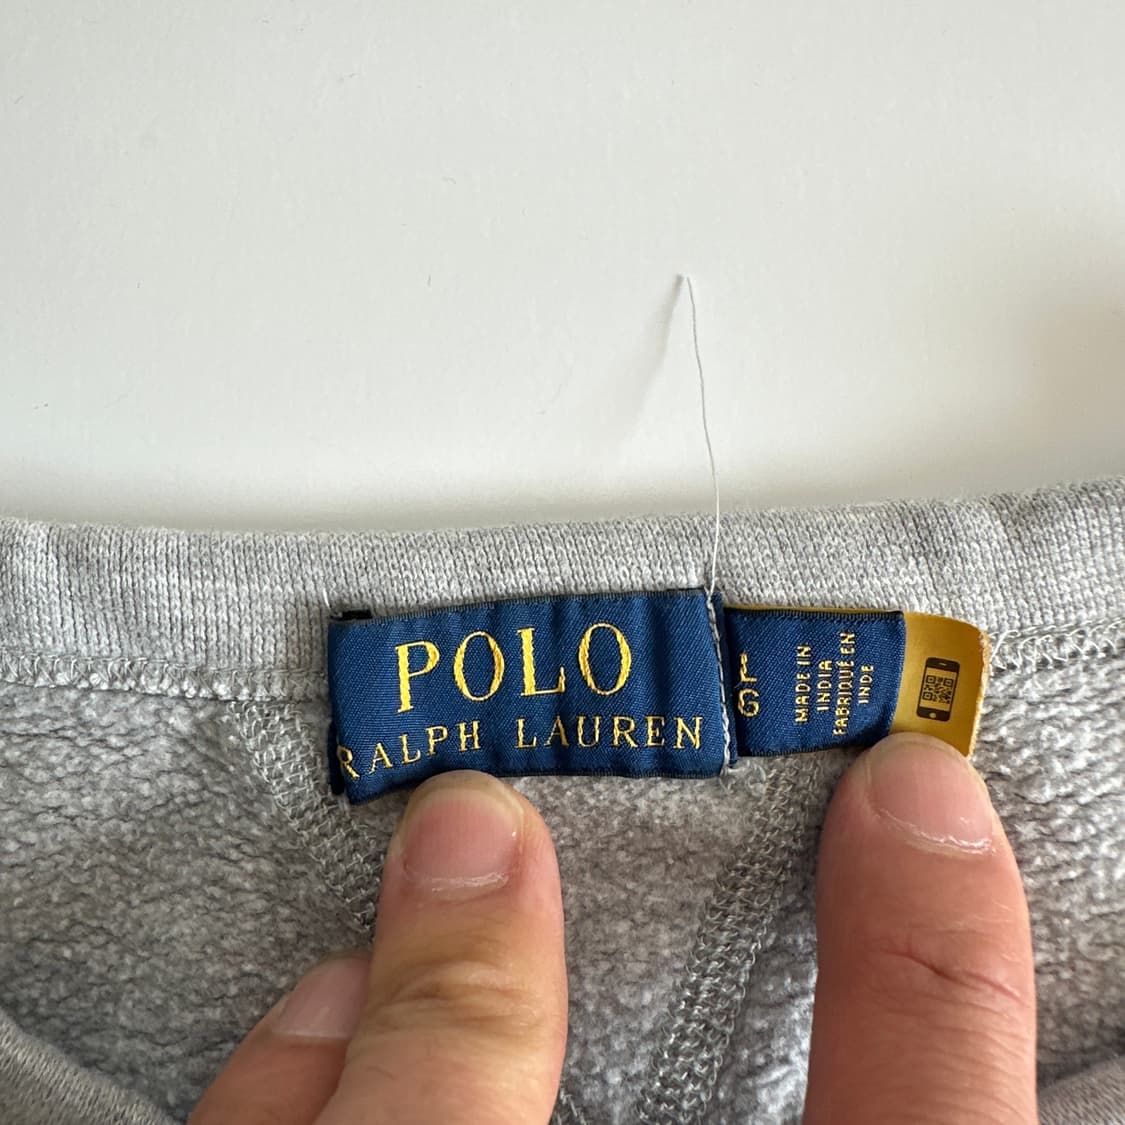 POLO
RALPH LAUREN
L
G
MADE IN
INDIA
FABRIQUÉ EN
INDE